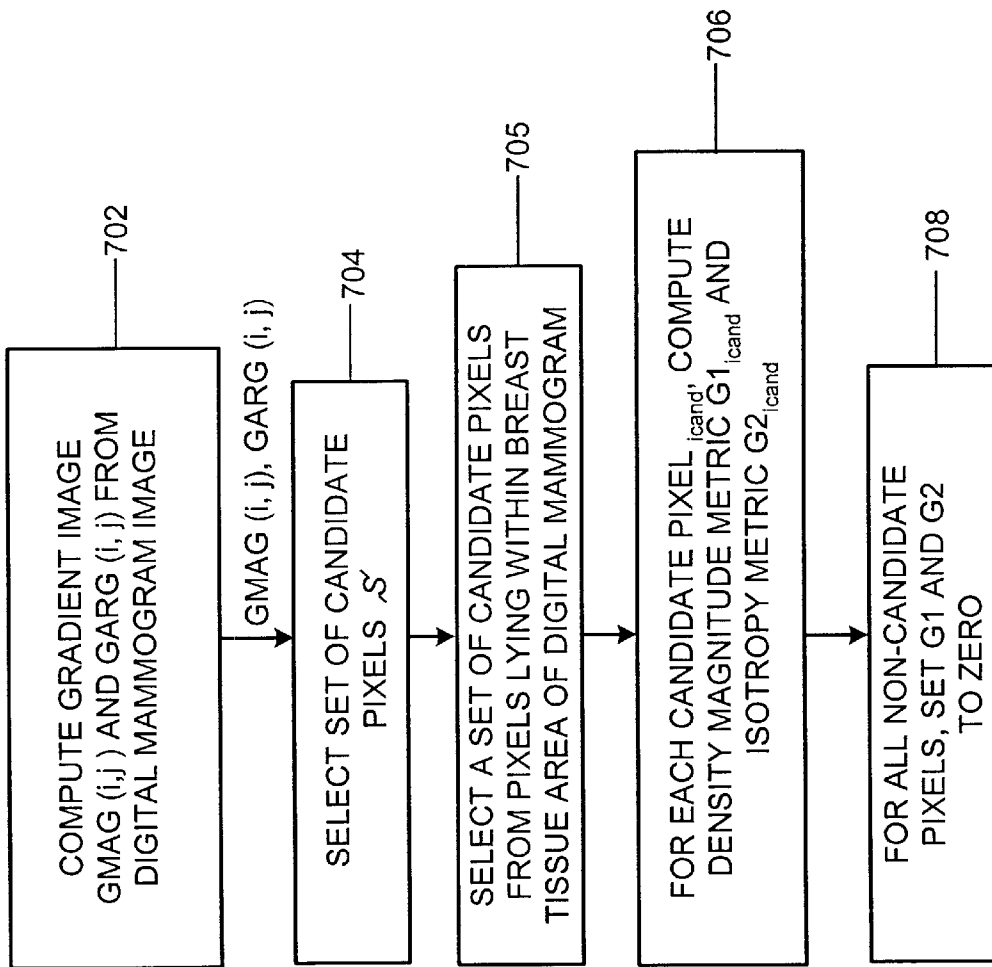 COMPUTE GRADIENT IMAGE
GMAG (i,j ) AND GARG (i, j) FROM
DIGITAL MAMMOGRAM IMAGE
702
GMAG (i, j), GARG (i, j)
SELECT SET OF CANDIDATE
PIXELS 𝒮
704
SELECT A SET OF CANDIDATE PIXELS
FROM PIXELS LYING WITHIN BREAST
TISSUE AREA OF DIGITAL MAMMOGRAM
705
FOR EACH CANDIDATE PIXEL icand, COMPUTE
DENSITY MAGNITUDE METRIC G1icand AND
ISOTROPY METRIC G2icand
706
FOR ALL NON-CANDIDATE
PIXELS, SET G1 AND G2
TO ZERO
708